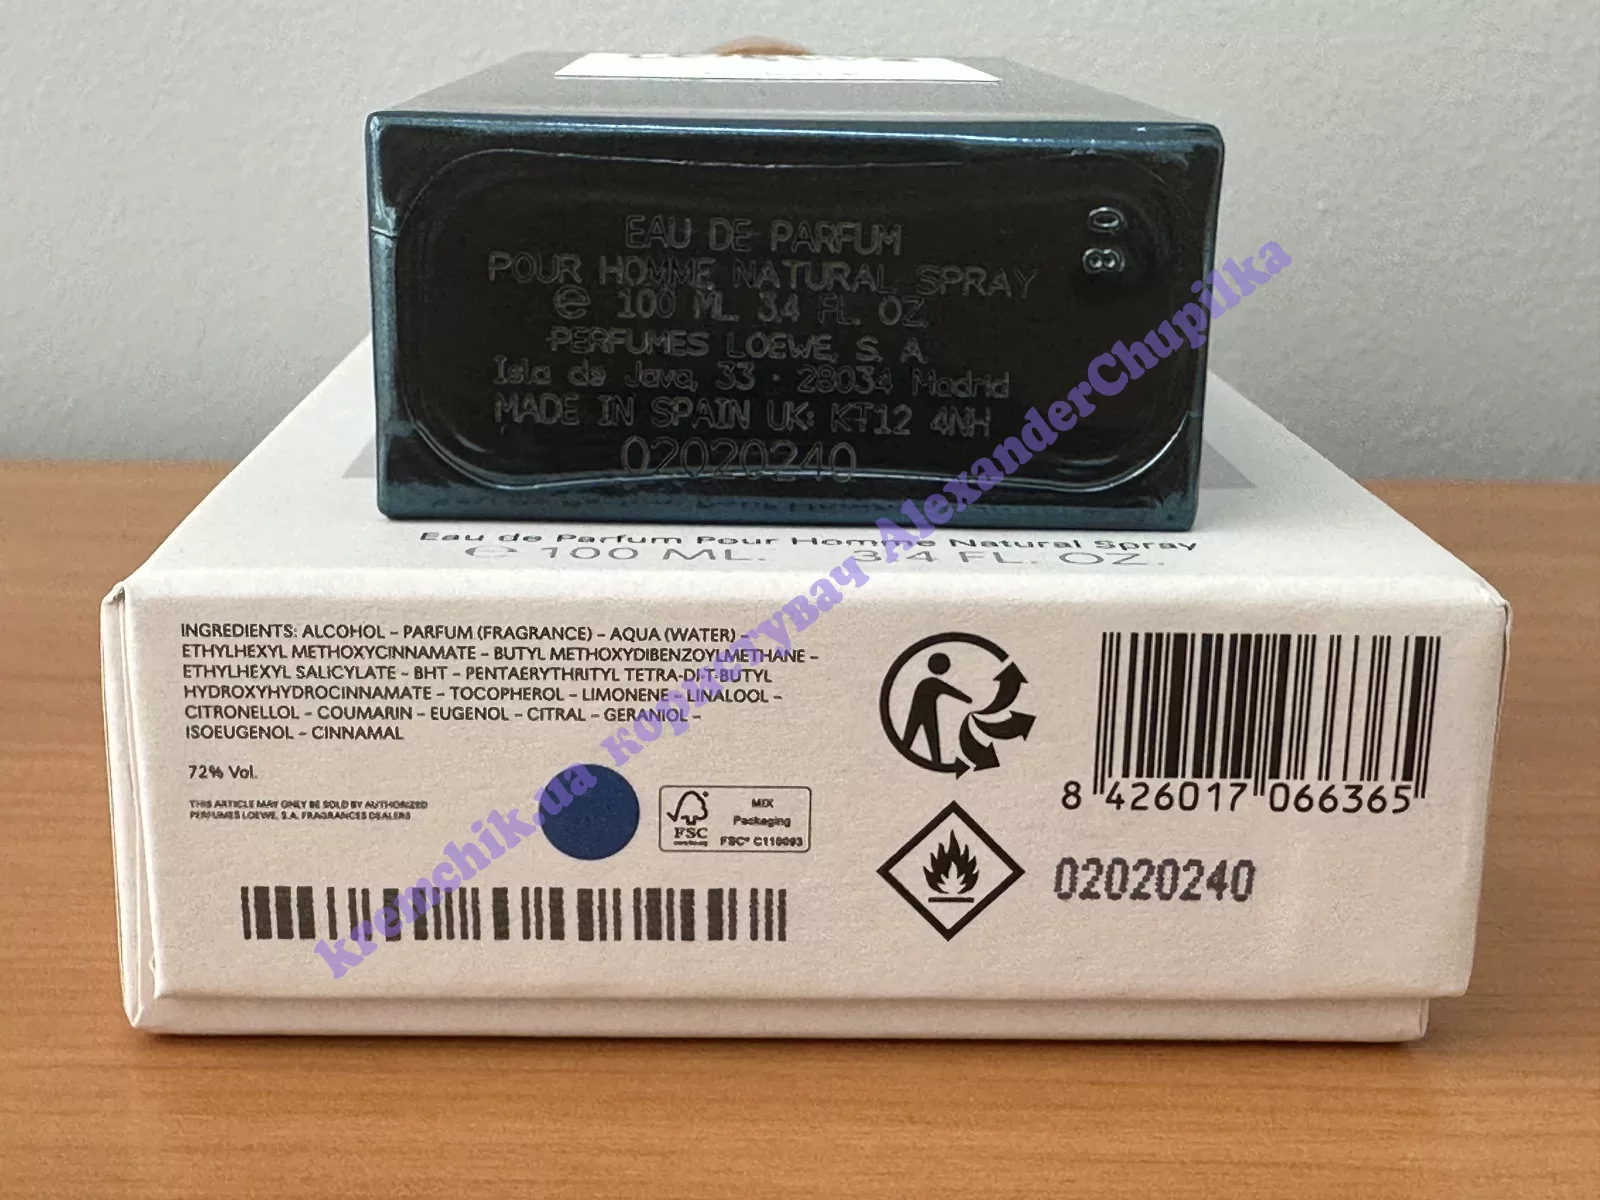 EAU DE PARFUM
POUR HOMME NATURAL SPRAY
e 100 ML. 3.4 FL. OZ.
PERFUMES LOEWE, S. A.
Isla de Java, 33 - 28034 Madrid
MADE IN SPAIN UK: KT12 4NH
02020240
80
Eau de Parfum Pour Homme Natural Spray
e 100 ML. 3.4 FL. OZ.
INGREDIENTS: ALCOHOL – PARFUM (FRAGRANCE) – AQUA (WATER) –
ETHYLHEXYL METHOXYCINNAMATE – BUTYL METHOXYDIBENZOYLMETHANE –
ETHYLHEXYL SALICYLATE – BHT – PENTAERYTHRITYL TETRA-DI-T-BUTYL
HYDROXYHYDROCINNAMATE – TOCOPHEROL – LIMONENE – LINALOOL –
CITRONELLOL – COUMARIN – EUGENOL – CITRAL – GERANIOL –
ISOEUGENOL – CINNAMAL
72% Vol.
THIS ARTICLE MAY ONLY BE SOLD BY AUTHORIZED
PERFUMES LOEWE, S.A. FRAGRANCES DEALERS
FSC
MIX
Packaging
FSC® C110093
8 426017 066365
02020240
kremchik.ua користувач AlexanderChupilka